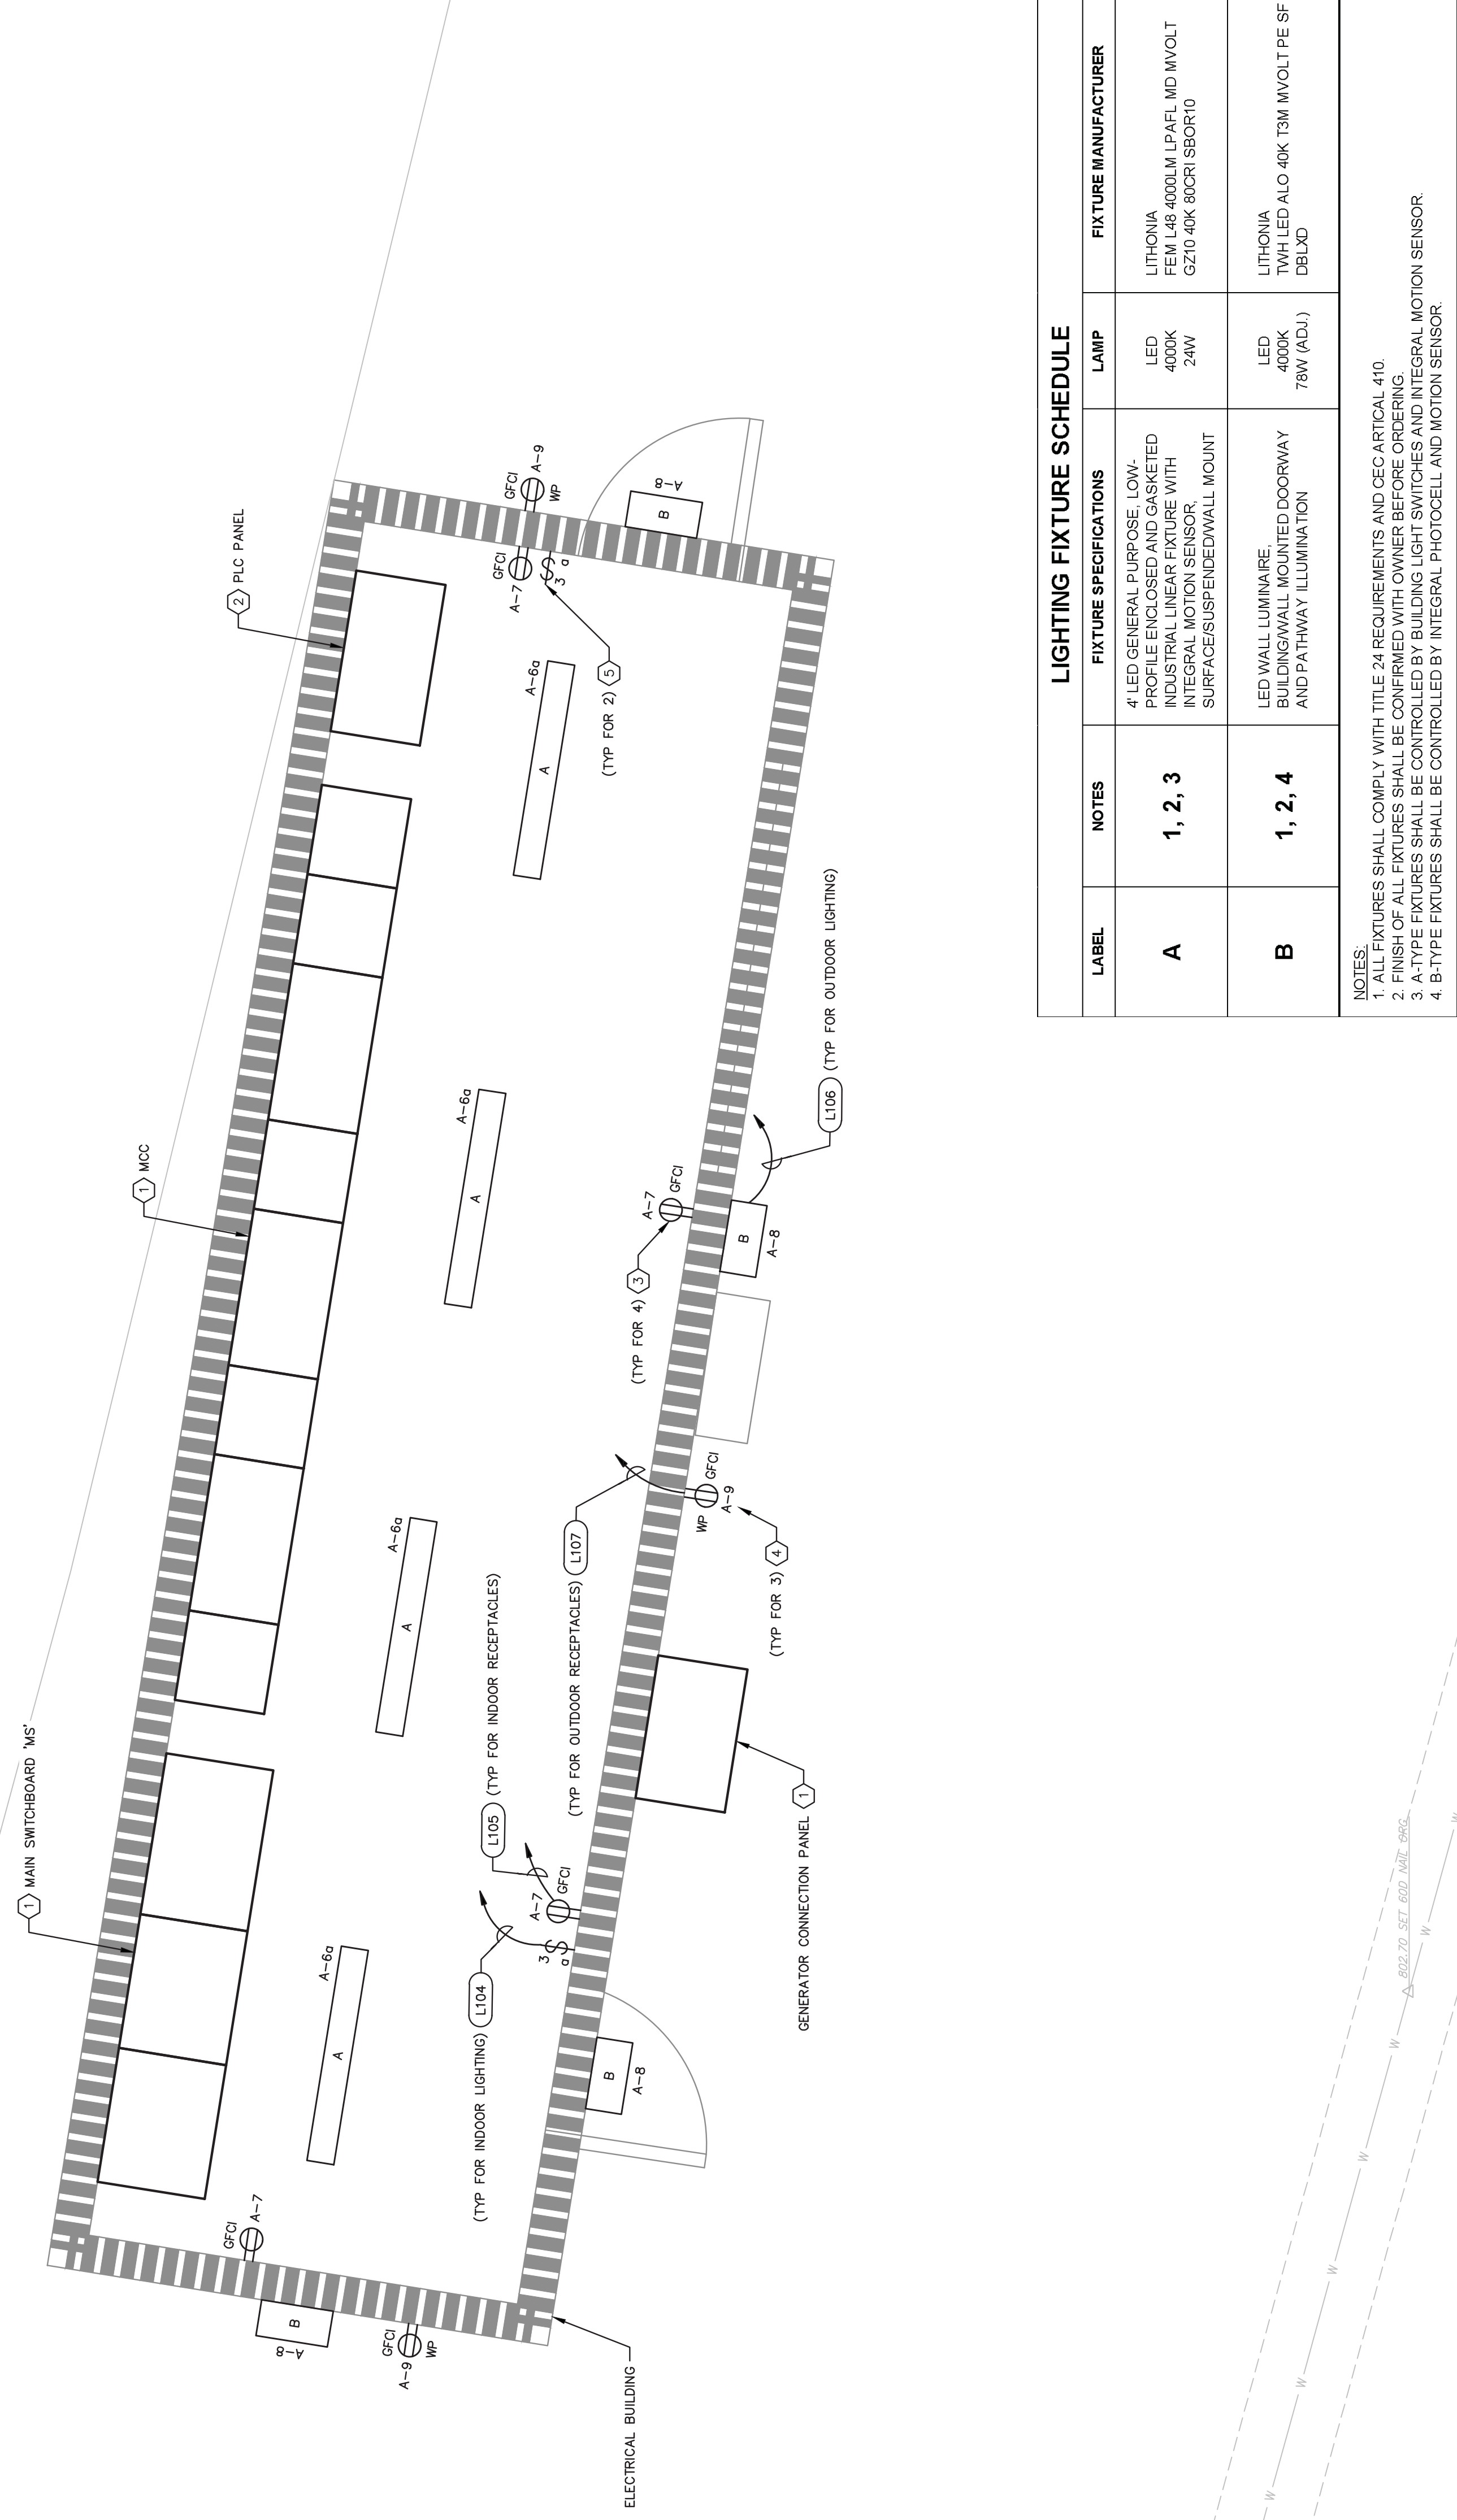 1 MAIN SWITCHBOARD 'MS'
1 MCC
2 PLC PANEL
GFCI
A-7
B
A-8
GFCI
A-9
WP
A-6a
A
A-6a
A
A-6a
A
A-6a
A
GFCI
A-7
3 a
GFCI
A-9
WP
B
A-8
(TYP FOR 2) 5
(TYP FOR INDOOR LIGHTING) L104
3
a
A-7
GFCI
L105 (TYP FOR INDOOR RECEPTACLES)
(TYP FOR OUTDOOR RECEPTACLES) L107
WP
GFCI
A-9
(TYP FOR 3) 4
(TYP FOR 4) 3
A-7
GFCI
B
A-8
L106 (TYP FOR OUTDOOR LIGHTING)
B
A-8
GENERATOR CONNECTION PANEL 1
ELECTRICAL BUILDING
802.70 SET 60D NAIL ORG
W
W
W
W
W
W
W
LIGHTING FIXTURE SCHEDULE
LABEL NOTES FIXTURE SPECIFICATIONS LAMP FIXTURE MANUFACTURER
A
1, 2, 3
4' LED GENERAL PURPOSE, LOW-
PROFILE ENCLOSED AND GASKETED
INDUSTRIAL LINEAR FIXTURE WITH
INTEGRAL MOTION SENSOR,
SURFACE/SUSPENDED/WALL MOUNT
LED
4000K
24W
LITHONIA
FEM L48 4000LM LPAFL MD MVOLT
GZ10 40K 80CRI SBOR10
B
1, 2, 4
LED WALL LUMINAIRE,
BUILDING/WALL MOUNTED DOORWAY
AND PATHWAY ILLUMINATION
LED
4000K
78W (ADJ.)
LITHONIA
TWH LED ALO 40K T3M MVOLT PE SF
DBLXD
NOTES:
1. ALL FIXTURES SHALL COMPLY WITH TITLE 24 REQUIREMENTS AND CEC ARTICAL 410.
2. FINISH OF ALL FIXTURES SHALL BE CONFIRMED WITH OWNER BEFORE ORDERING.
3. A-TYPE FIXTURES SHALL BE CONTROLLED BY BUILDING LIGHT SWITCHES AND INTEGRAL MOTION SENSOR.
4. B-TYPE FIXTURES SHALL BE CONTROLLED BY INTEGRAL PHOTOCELL AND MOTION SENSOR.